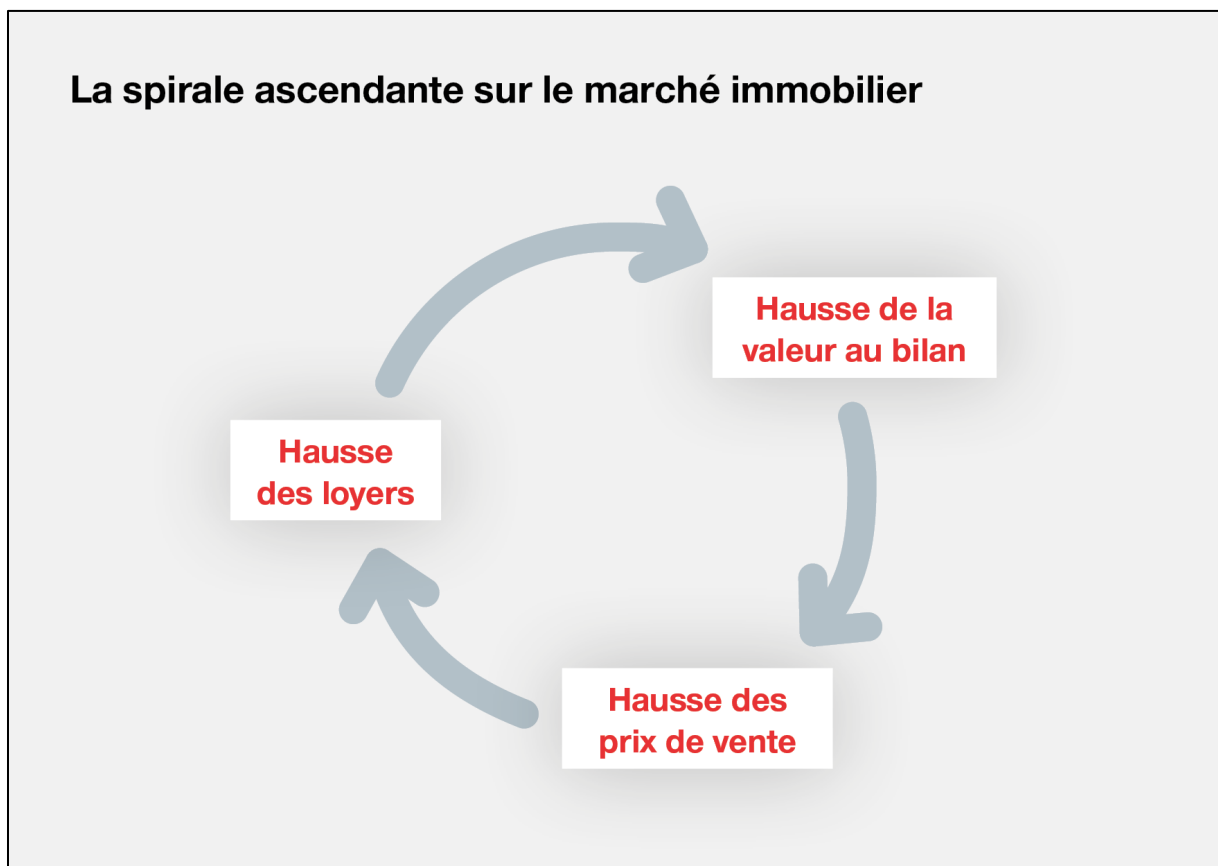 La spirale ascendante sur le marché immobilier
Hausse de la
valeur au bilan
Hausse
des loyers
Hausse des
prix de vente